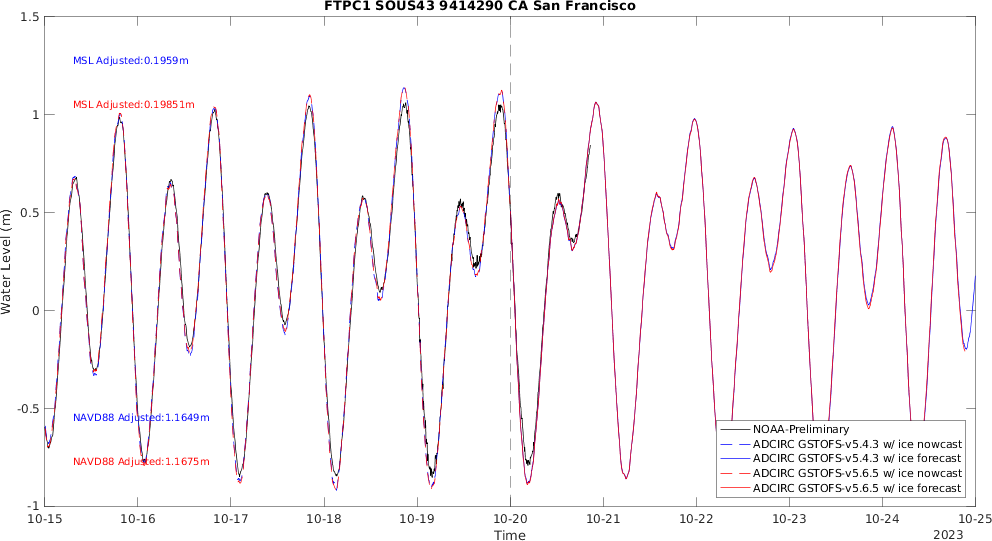 FTPC1 SOUS43 9414290 CA San Francisco
1.5
1
0.5
0
-0.5
-1
Water Level (m)
MSL Adjusted:0.1959m
MSL Adjusted:0.19851m
NAVD88 Adjusted:1.1649m
NAVD88 Adjusted:1.1675m
NOAA-Preliminary
ADCIRC GSTOFS-v5.4.3 w/ ice nowcast
ADCIRC GSTOFS-v5.4.3 w/ ice forecast
ADCIRC GSTOFS-v5.6.5 w/ ice nowcast
ADCIRC GSTOFS-v5.6.5 w/ ice forecast
10-15 10-16 10-17 10-18 10-19 10-20 10-21 10-22 10-23 10-24 10-25
Time
2023